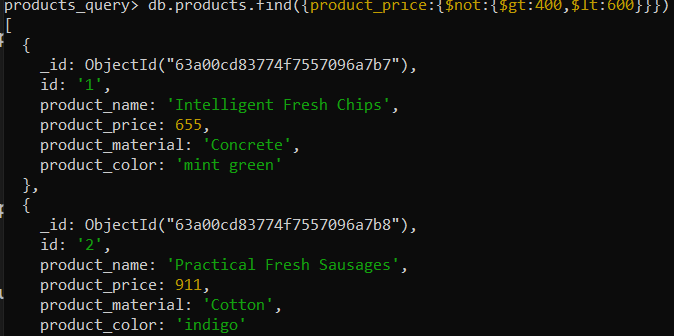 products_query> db.products.find({product_price:{$not:{$gt:400,$lt:600}}})
[
  {
    _id: ObjectId("63a00cd83774f7557096a7b7"),
    id: '1',
    product_name: 'Intelligent Fresh Chips',
    product_price: 655,
    product_material: 'Concrete',
    product_color: 'mint green'
  },
  {
    _id: ObjectId("63a00cd83774f7557096a7b8"),
    id: '2',
    product_name: 'Practical Fresh Sausages',
    product_price: 911,
    product_material: 'Cotton',
    product_color: 'indigo'